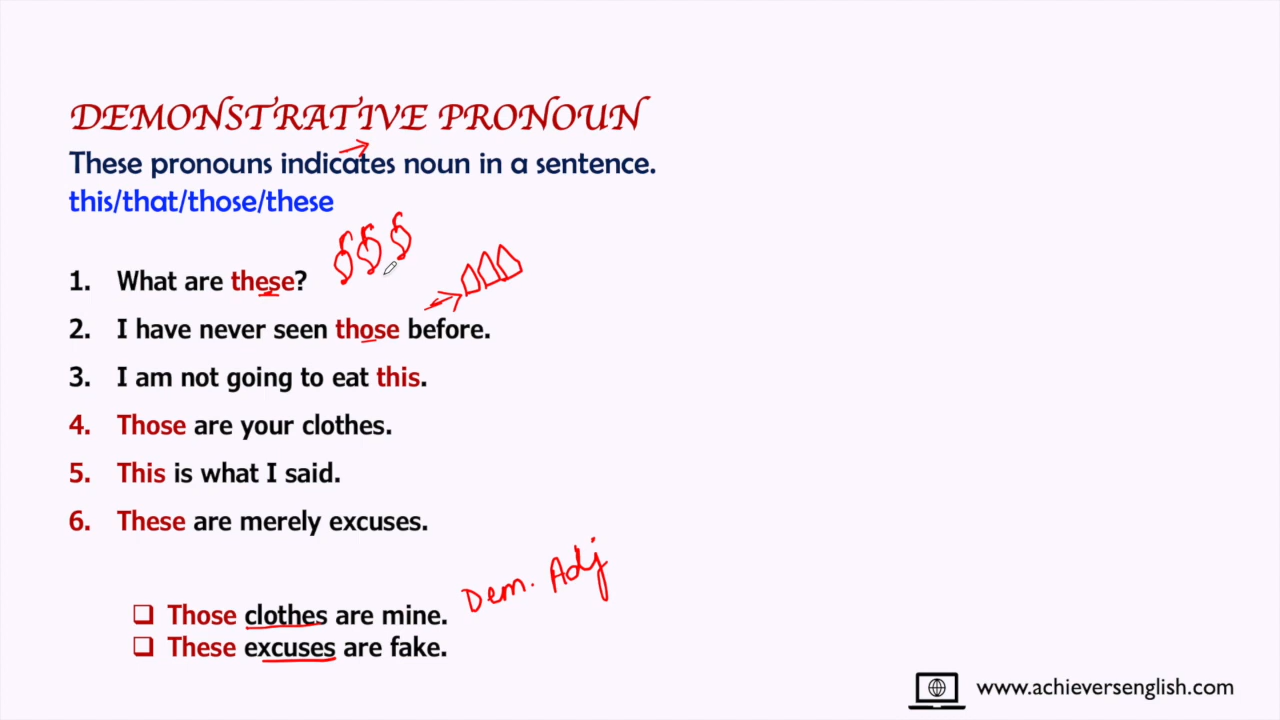 DEMONSTRATIVE PRONOUN
These pronouns indicates noun in a sentence.
this/that/those/these
1. What are these?
2. I have never seen those before.
3. I am not going to eat this.
4. Those are your clothes.
5. This is what I said.
6. These are merely excuses.
Dem. Adj
Those clothes are mine.
These excuses are fake.
www.achieversenglish.com